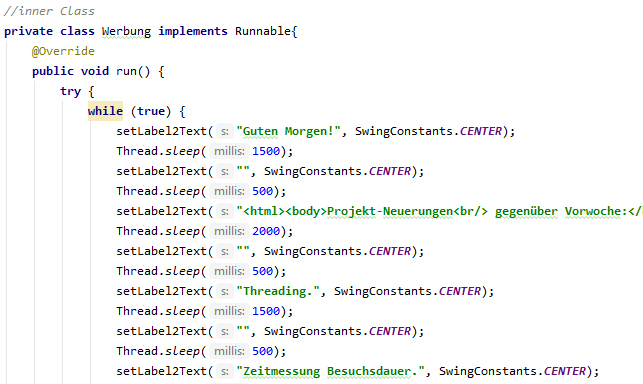 //inner Class
private class Werbung implements Runnable{
@Override
public void run() {
try {
while (true) {
setLabel2Text( s: "Guten Morgen!", SwingConstants.CENTER);
Thread.sleep( millis: 1500);
setLabel2Text( s: "", SwingConstants.CENTER);
Thread.sleep( millis: 500);
setLabel2Text( s: "<html><body>Projekt-Neuerungen<br/> gegenüber Vorwoche:</
Thread.sleep( millis: 2000);
setLabel2Text( s: "", SwingConstants.CENTER);
Thread.sleep( millis: 500);
setLabel2Text( s: "Threading.", SwingConstants.CENTER);
Thread.sleep( millis: 1500);
setLabel2Text( s: "", SwingConstants.CENTER);
Thread.sleep( millis: 500);
setLabel2Text( s: "Zeitmessung Besuchsdauer.", SwingConstants.CENTER);